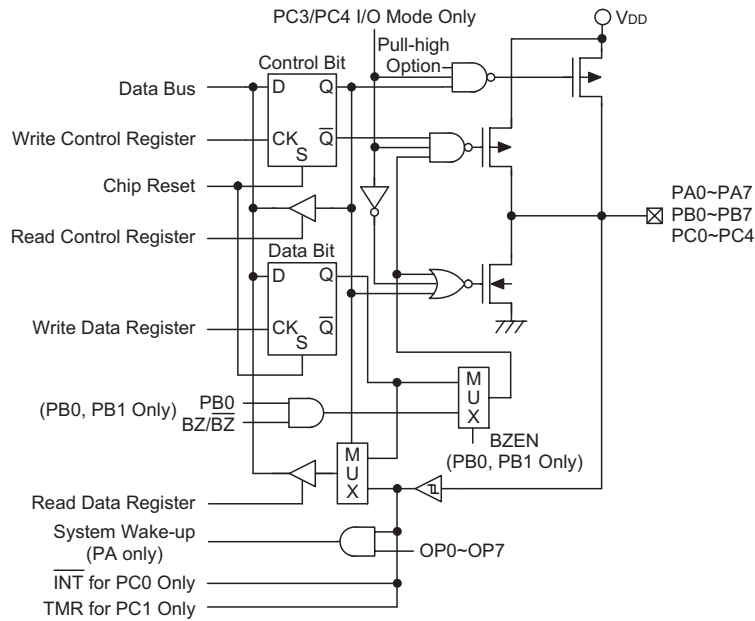 PC3/PC4 I/O Mode Only
VDD
Pull-high
Option
Control Bit
Data Bus
D Q
Write Control Register
CK Q̅
S
Chip Reset
PA0~PA7
PB0~PB7
PC0~PC4
Read Control Register
Data Bit
D Q
Write Data Register
CK Q̅
S
M
U
X
(PB0, PB1 Only)
PB0
BZ/B̅Z̅
BZEN
(PB0, PB1 Only)
M
U
X
Read Data Register
System Wake-up
(PA only)
OP0~OP7
I̅N̅T̅ for PC0 Only
TMR for PC1 Only